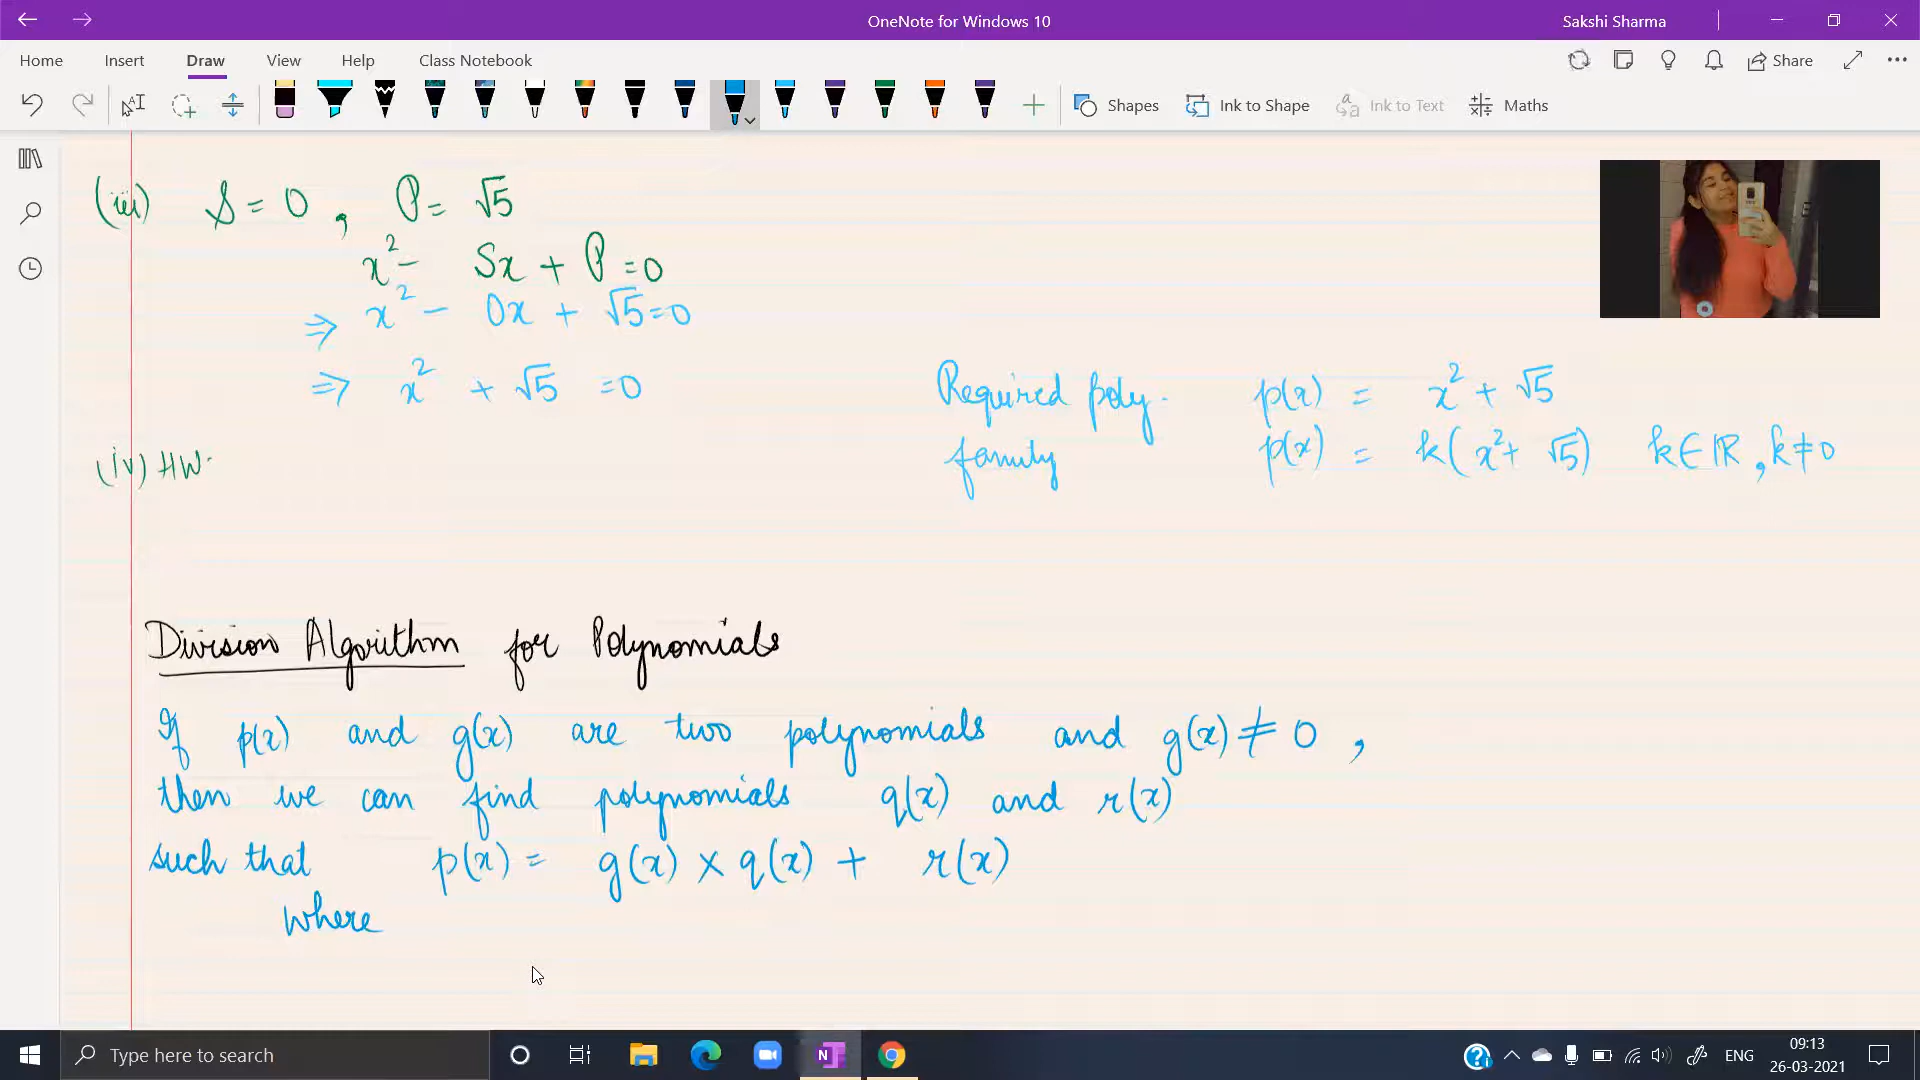 OneNote for Windows 10
Sakshi Sharma
Home Insert Draw View Help Class Notebook
Share
Shapes Ink to Shape Ink to Text Maths
(iii) S = 0 , P = √5
x² - Sx + P = 0
⇒ x² - 0x + √5 = 0
⇒ x² + √5 = 0
Required poly. p(x) = x² + √5
family p(x) = k(x² + √5) k∈ℝ, k≠0
(iv) HW.
Division Algorithm for Polynomials
If p(x) and g(x) are two polynomials and g(x) ≠ 0 ,
then we can find polynomials q(x) and r(x)
such that p(x) = g(x) × q(x) + r(x)
where
Type here to search
ENG
09:13
26-03-2021